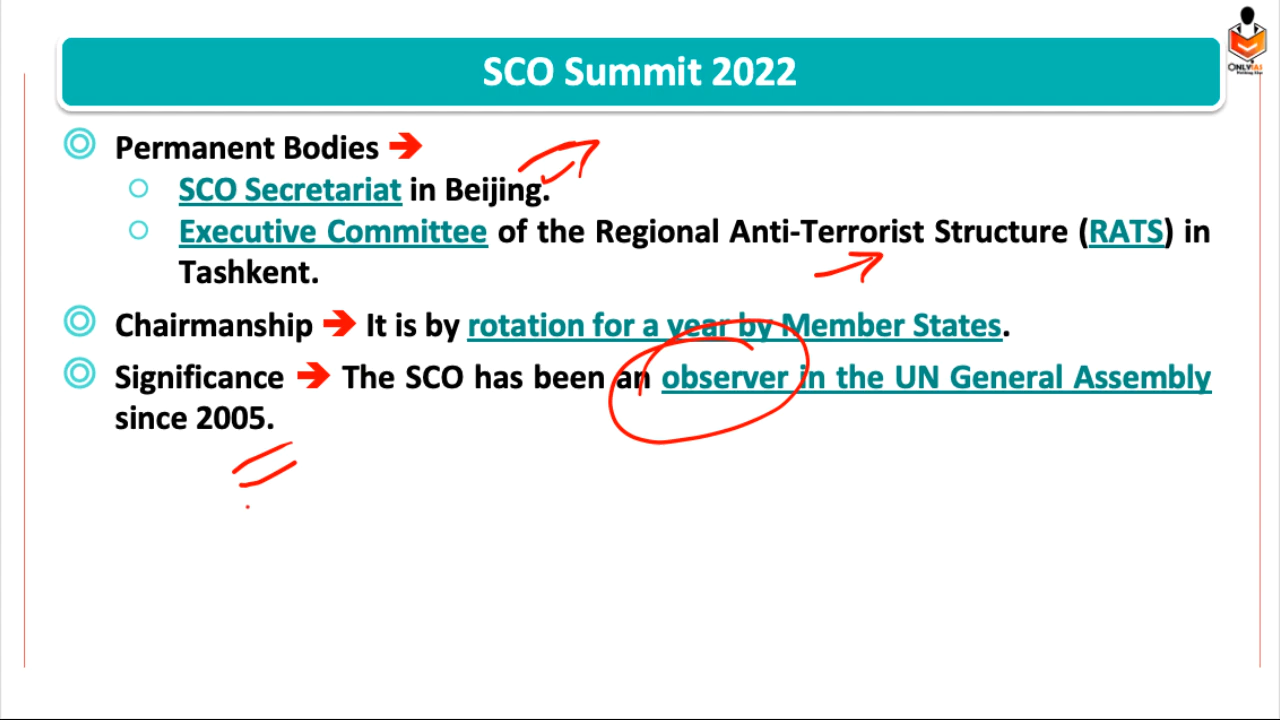 SCO Summit 2022
ONLYIAS
Permanent Bodies ➔
SCO Secretariat in Beijing.
Executive Committee of the Regional Anti-Terrorist Structure (RATS) in
Tashkent.
Chairmanship ➔ It is by rotation for a year by Member States.
Significance ➔ The SCO has been an observer in the UN General Assembly
since 2005.